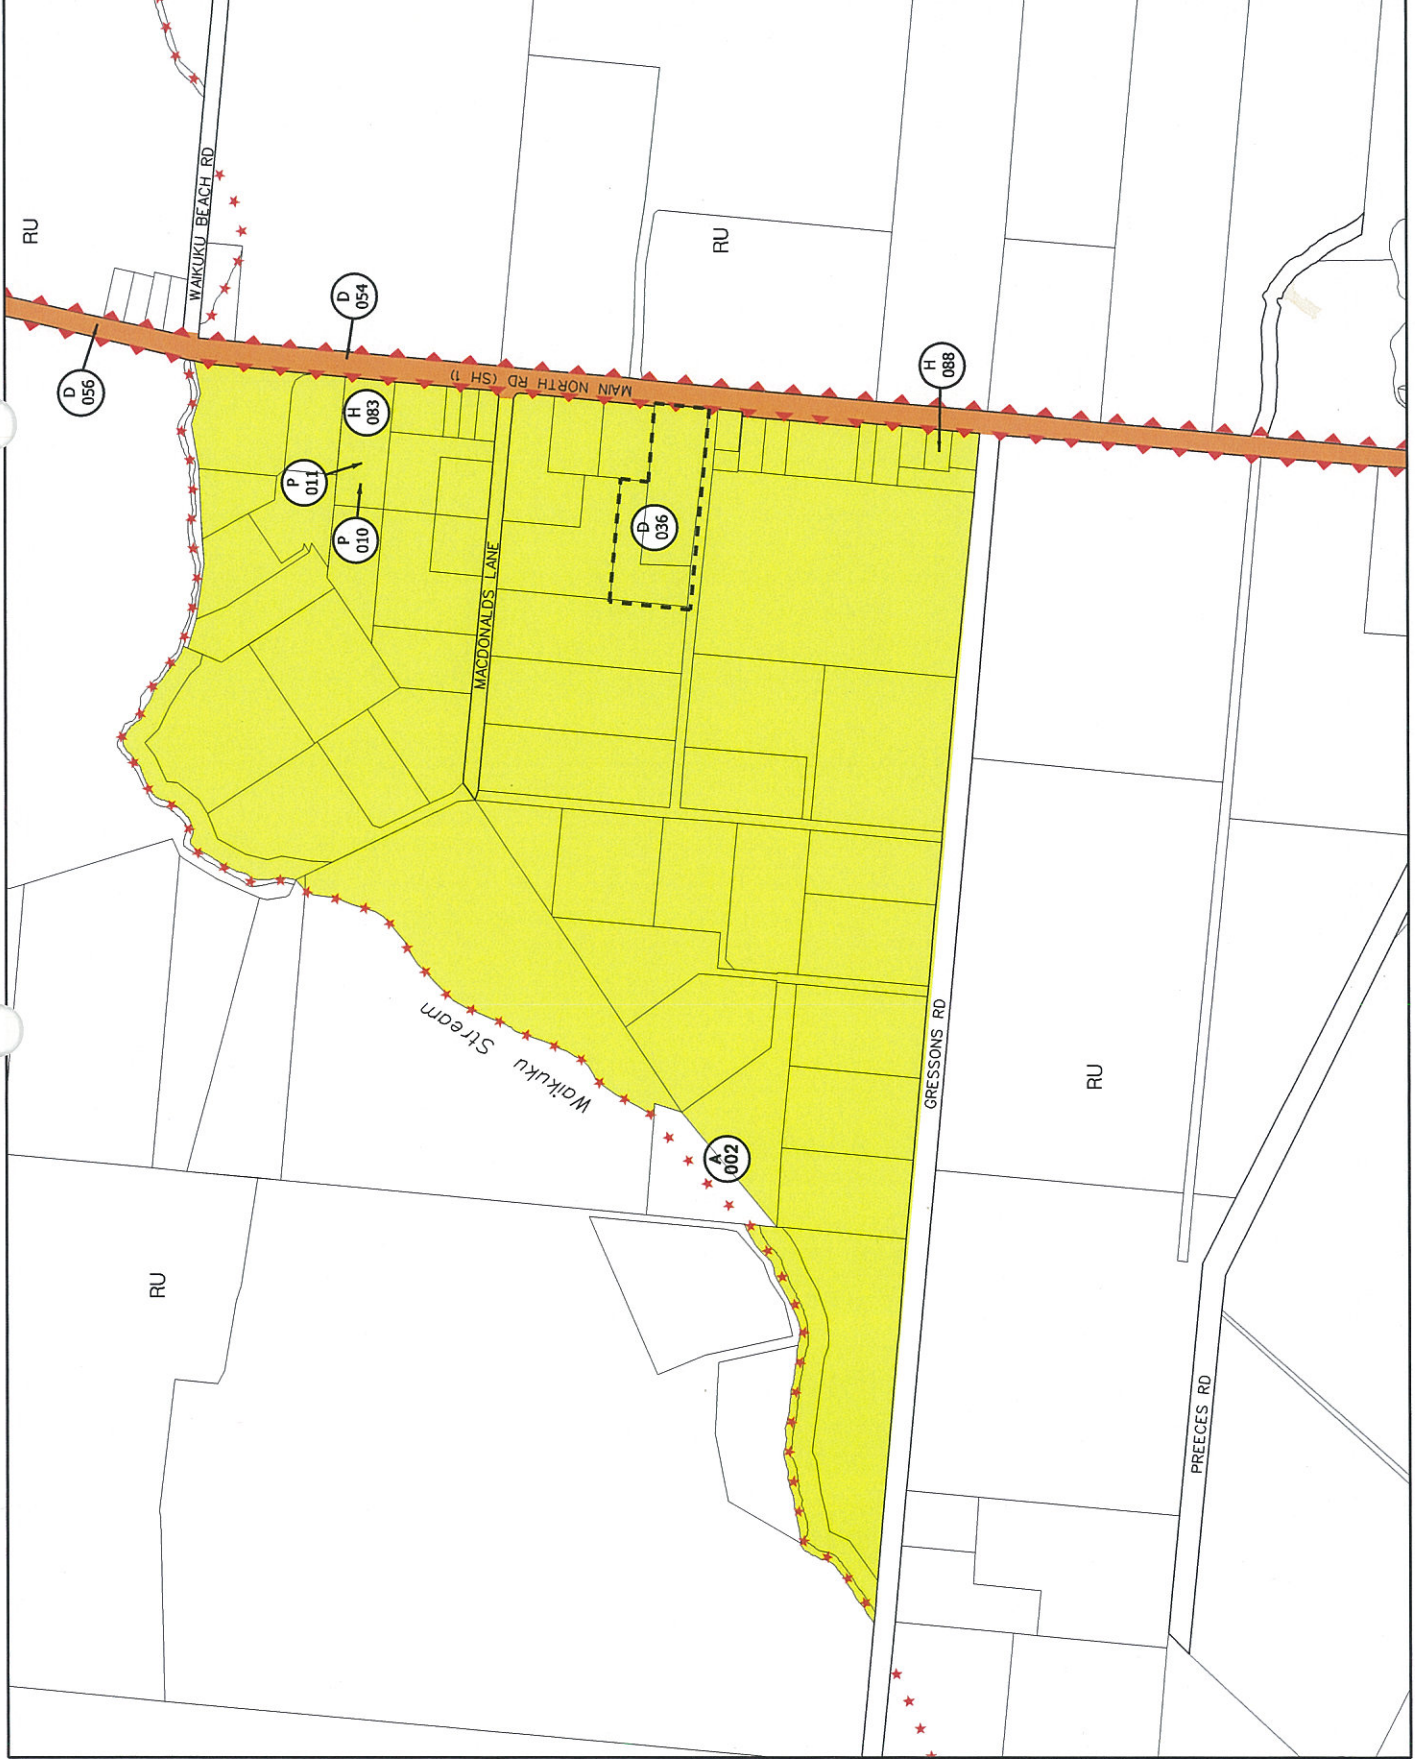 RU
WAIKUKU BEACH RD
RU
D
054
D
056
MAIN NORTH RD (SH 1)
H
088
H
083
P
011
P
010
D
036
MACDONALDS LANE
Waikuku Stream
GRESSONS RD
RU
A
002
RU
PREECES RD